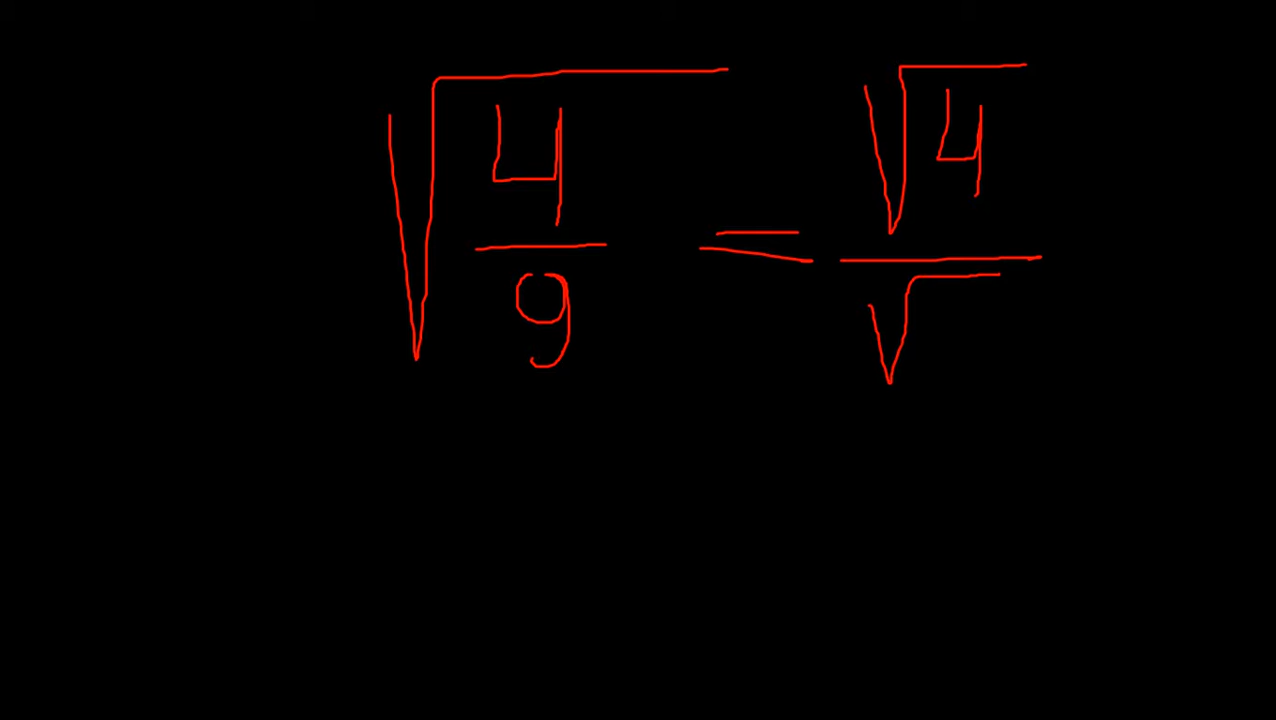 √(4/9) = √4/√